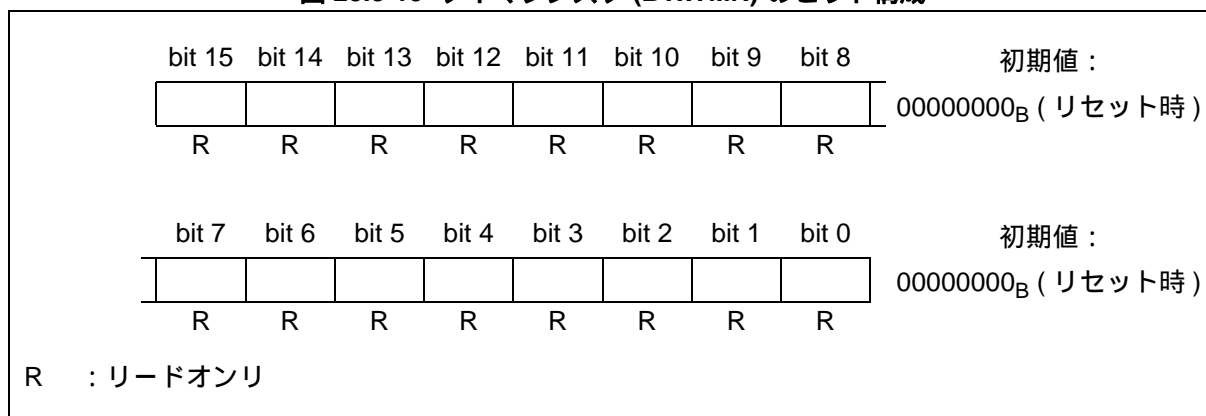 bit 15 bit 14 bit 13 bit 12 bit 11 bit 10 bit 9 bit 8 初期値：
00000000B ( リセット時 )
R R R R R R R R
bit 7 bit 6 bit 5 bit 4 bit 3 bit 2 bit 1 bit 0 初期値：
00000000B ( リセット時 )
R R R R R R R R
R ：リードオンリ